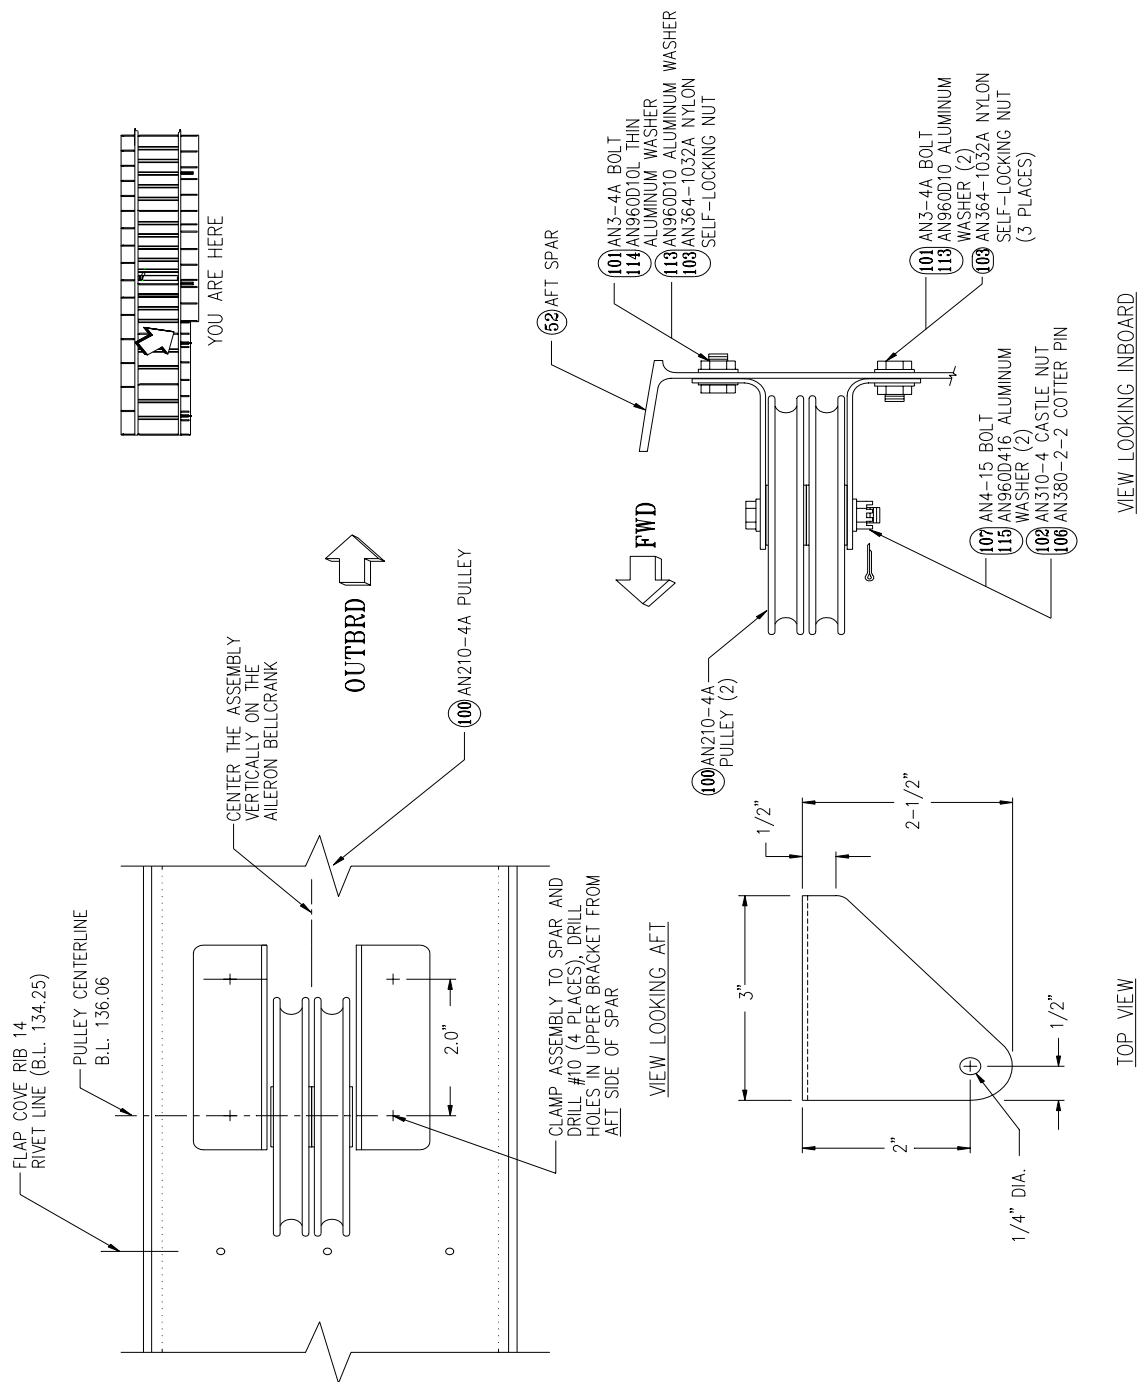 FLAP COVE RIB 14
RIVET LINE (B.L. 134.25)
PULLEY CENTERLINE
B.L. 136.06
CENTER THE ASSEMBLY
VERTICALLY ON THE
AILERON BELLCRANK
OUTBRD
100 AN210-4A PULLEY
2.0"
CLAMP ASSEMBLY TO SPAR AND
DRILL #10 (4 PLACES), DRILL
HOLES IN UPPER BRACKET FROM
AFT SIDE OF SPAR
VIEW LOOKING AFT
YOU ARE HERE
52 AFT SPAR
101 AN3-4A BOLT
114 AN960D10L THIN
ALUMINUM WASHER
113 AN960D10 ALUMINUM WASHER
103 AN364-1032A NYLON
SELF-LOCKING NUT
FWD
100 AN210-4A
PULLEY (2)
107 AN4-15 BOLT
115 AN960D416 ALUMINUM
WASHER (2)
102 AN310-4 CASTLE NUT
106 AN380-2-2 COTTER PIN
101 AN3-4A BOLT
113 AN960D10 ALUMINUM
WASHER (2)
103 AN364-1032A NYLON
SELF-LOCKING NUT
(3 PLACES)
VIEW LOOKING INBOARD
3"
1/2"
2-1/2"
2"
1/2"
1/4" DIA.
TOP VIEW